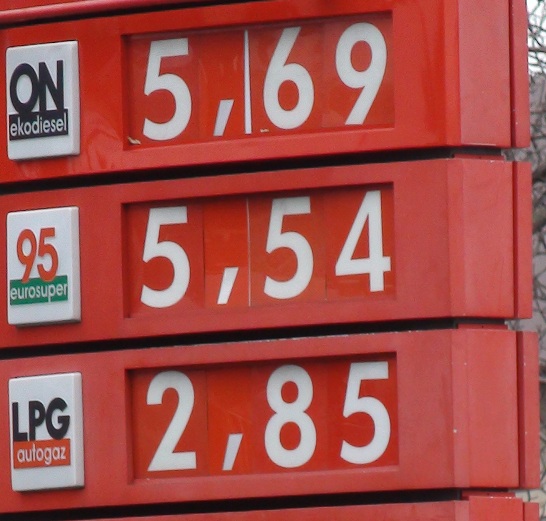 ON
ekodiesel
5,69
95
eurosuper
5,54
LPG
autogaz
2,85